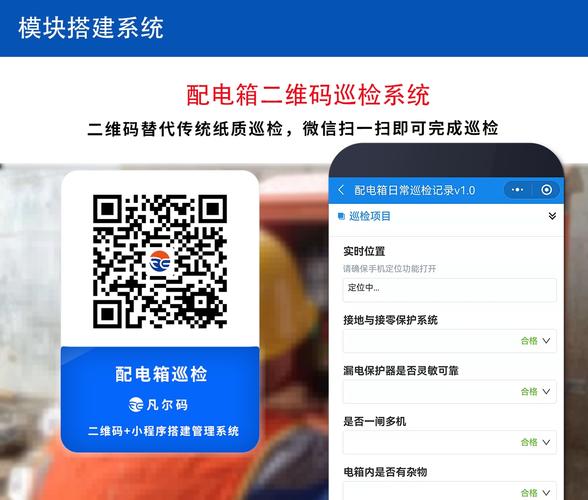 模块搭建系统
配电箱二维码巡检系统
二维码替代传统纸质巡检，微信扫一扫即可完成巡检
配电箱巡检
凡尔码
二维码+小程序搭建管理系统
配电箱日常巡检记录v1.0
巡检项目
实时位置
请确保手机定位功能打开
定位中...
接地与接零保护系统
合格
漏电保护器是否灵敏可靠
合格
是否一闸多机
合格
电箱内是否有杂物
合格